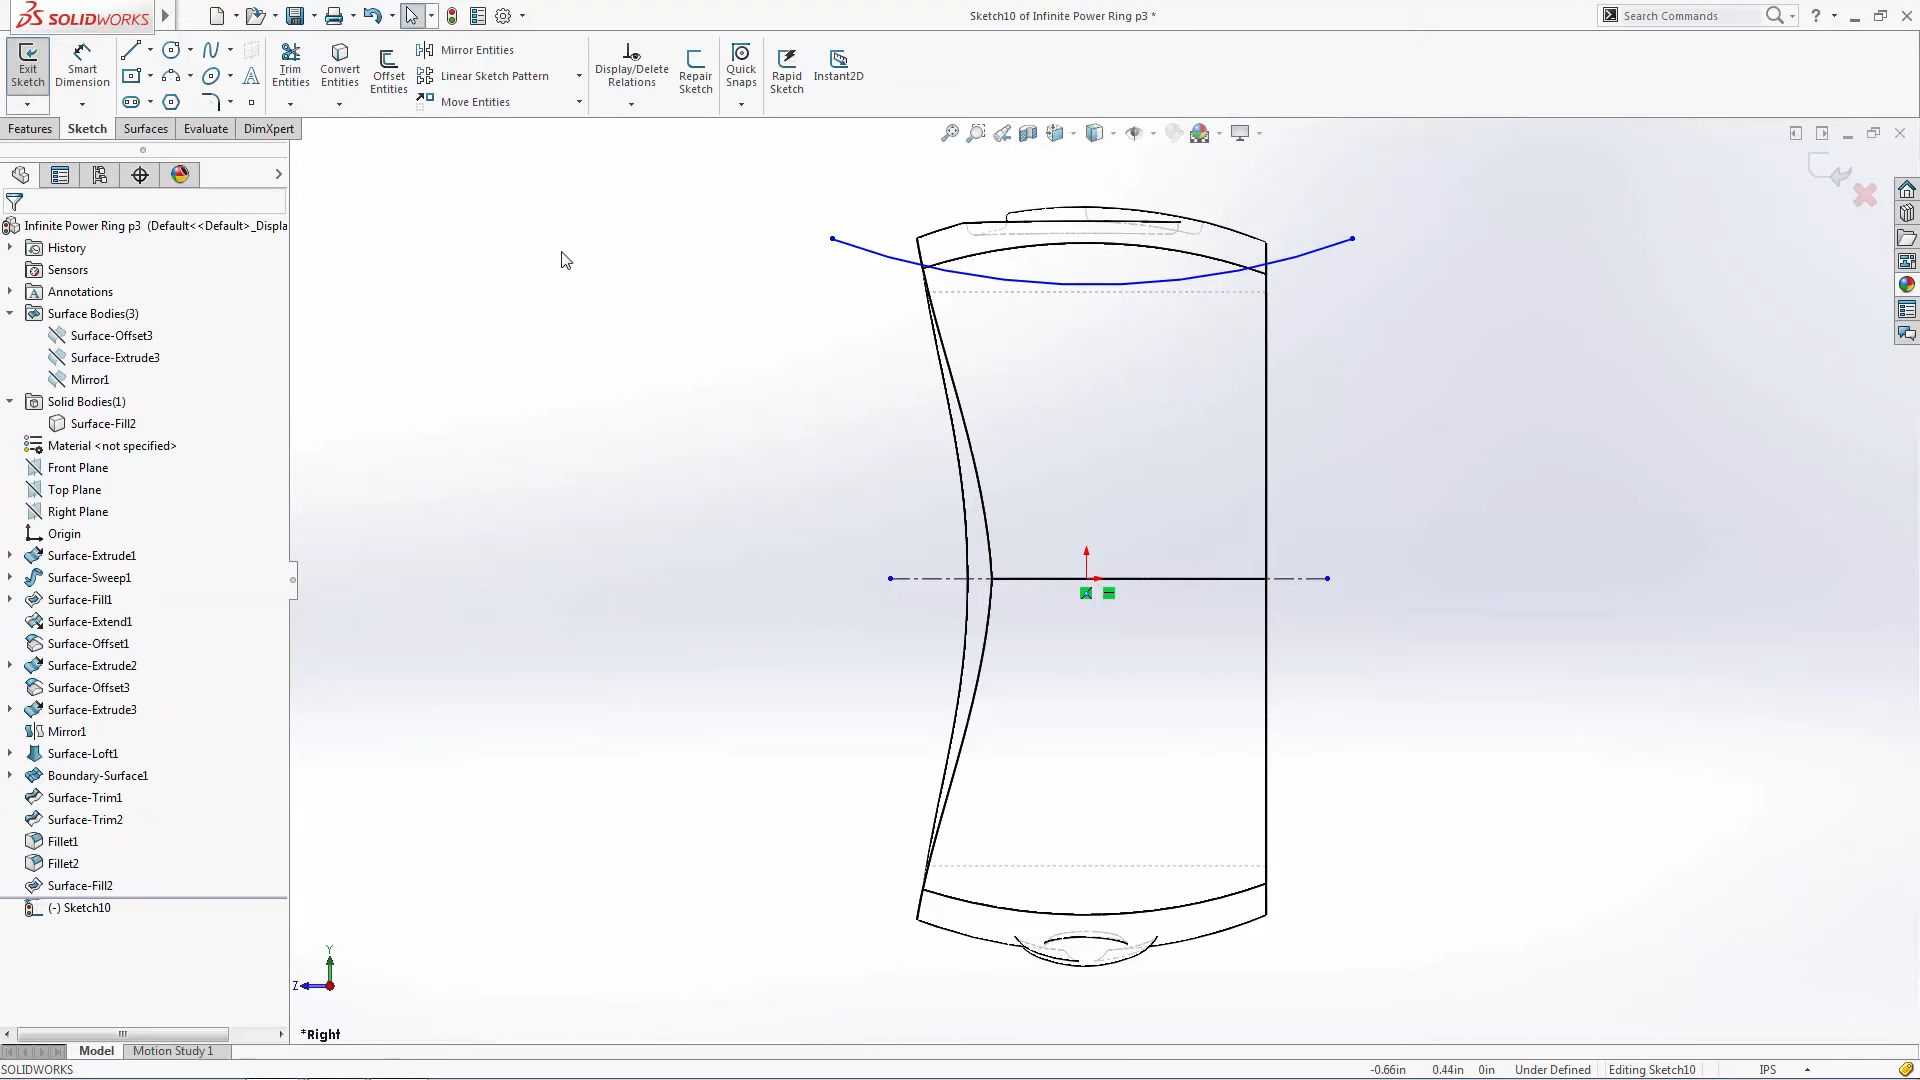 SOLIDWORKS
Sketch10 of Infinite Power Ring p3 *
Search Commands
Exit Sketch
Smart Dimension
Trim Entities
Convert Entities
Offset Entities
Mirror Entities
Linear Sketch Pattern
Move Entities
Display/Delete Relations
Repair Sketch
Quick Snaps
Rapid Sketch
Instant2D
Features
Sketch
Surfaces
Evaluate
DimXpert
Infinite Power Ring p3 (Default<<Default>_Displa
History
Sensors
Annotations
Surface Bodies(3)
Surface-Offset3
Surface-Extrude3
Mirror1
Solid Bodies(1)
Surface-Fill2
Material <not specified>
Front Plane
Top Plane
Right Plane
Origin
Surface-Extrude1
Surface-Sweep1
Surface-Fill1
Surface-Extend1
Surface-Offset1
Surface-Extrude2
Surface-Offset3
Surface-Extrude3
Mirror1
Surface-Loft1
Boundary-Surface1
Surface-Trim1
Surface-Trim2
Fillet1
Fillet2
Surface-Fill2
(-) Sketch10
Y
Z
*Right
Model
Motion Study 1
SOLIDWORKS
-0.66in 0.44in 0in Under Defined Editing Sketch10 IPS